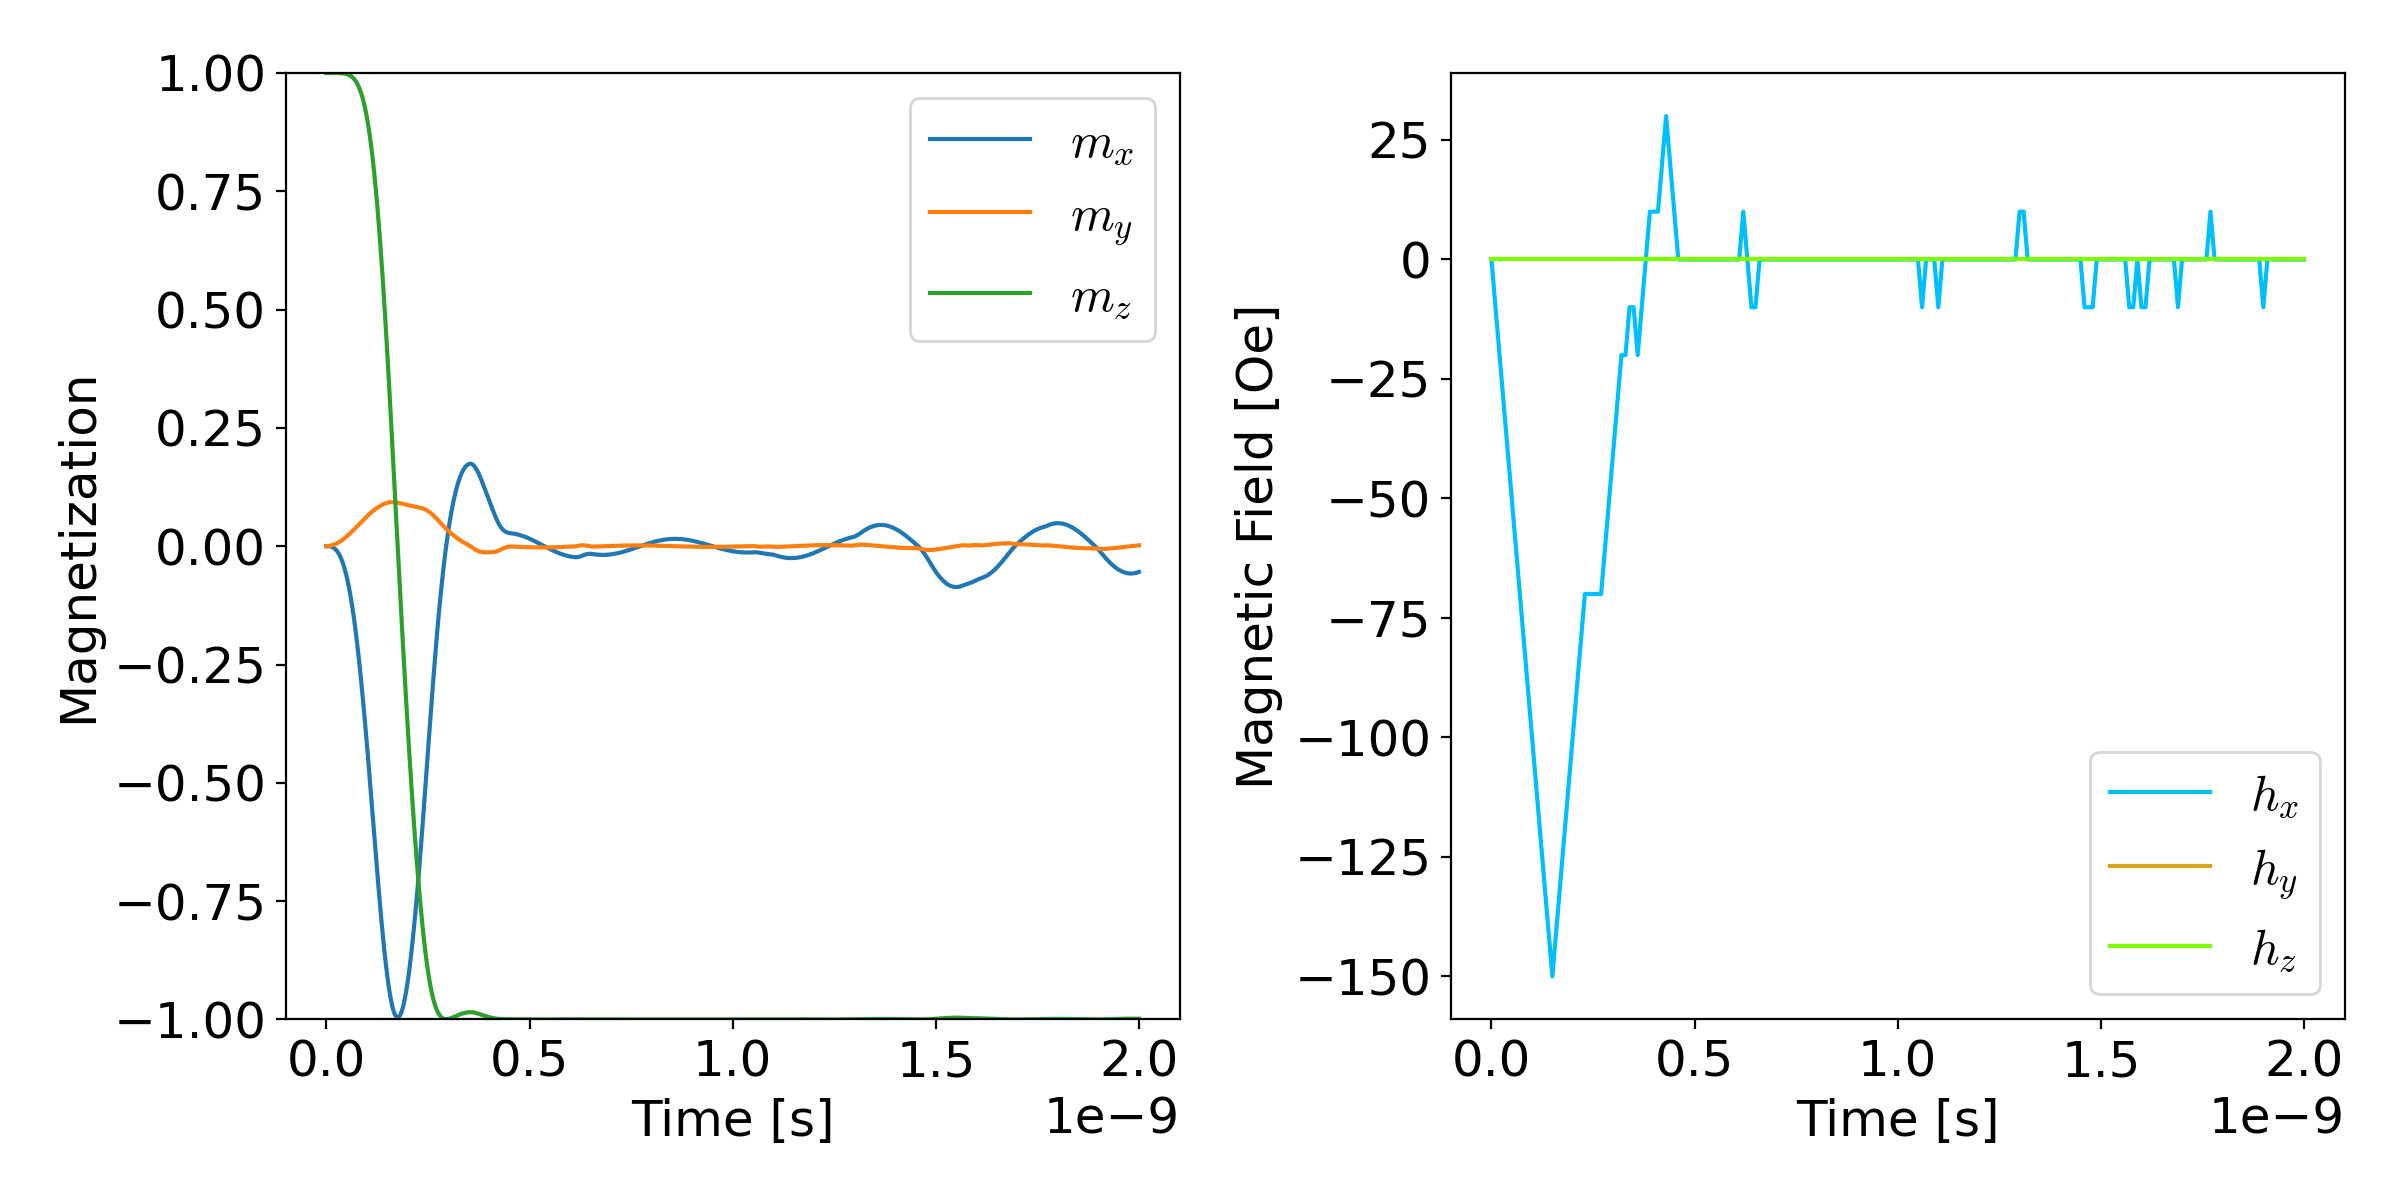 1.00
0.75
0.50
0.25
0.00
−0.25
−0.50
−0.75
−1.00
Magnetization
m_x
m_y
m_z
0.0 0.5 1.0 1.5 2.0
Time [s]
1e−9
25
0
−25
−50
−75
−100
−125
−150
Magnetic Field [Oe]
h_x
h_y
h_z
0.0 0.5 1.0 1.5 2.0
Time [s]
1e−9